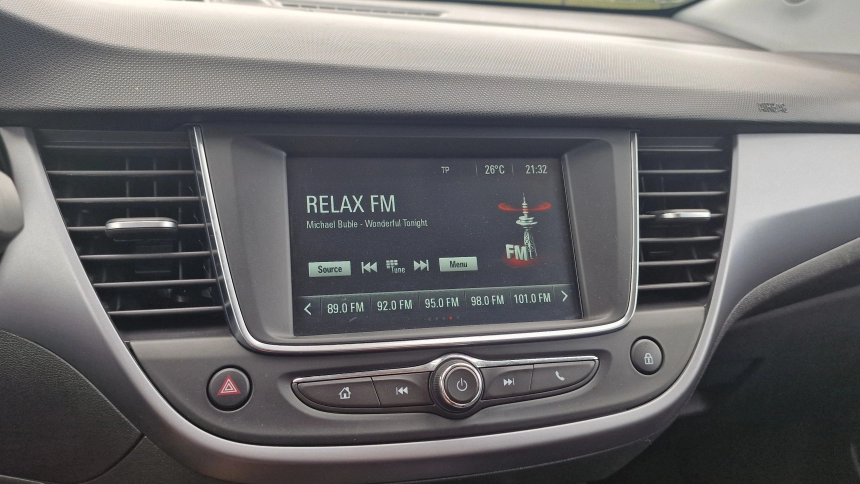 TP 26°C 21:32
RELAX FM
Michael Buble - Wonderful Tonight
FM
Source Tune Menu
89.0 FM 92.0 FM 95.0 FM 98.0 FM 101.0 FM